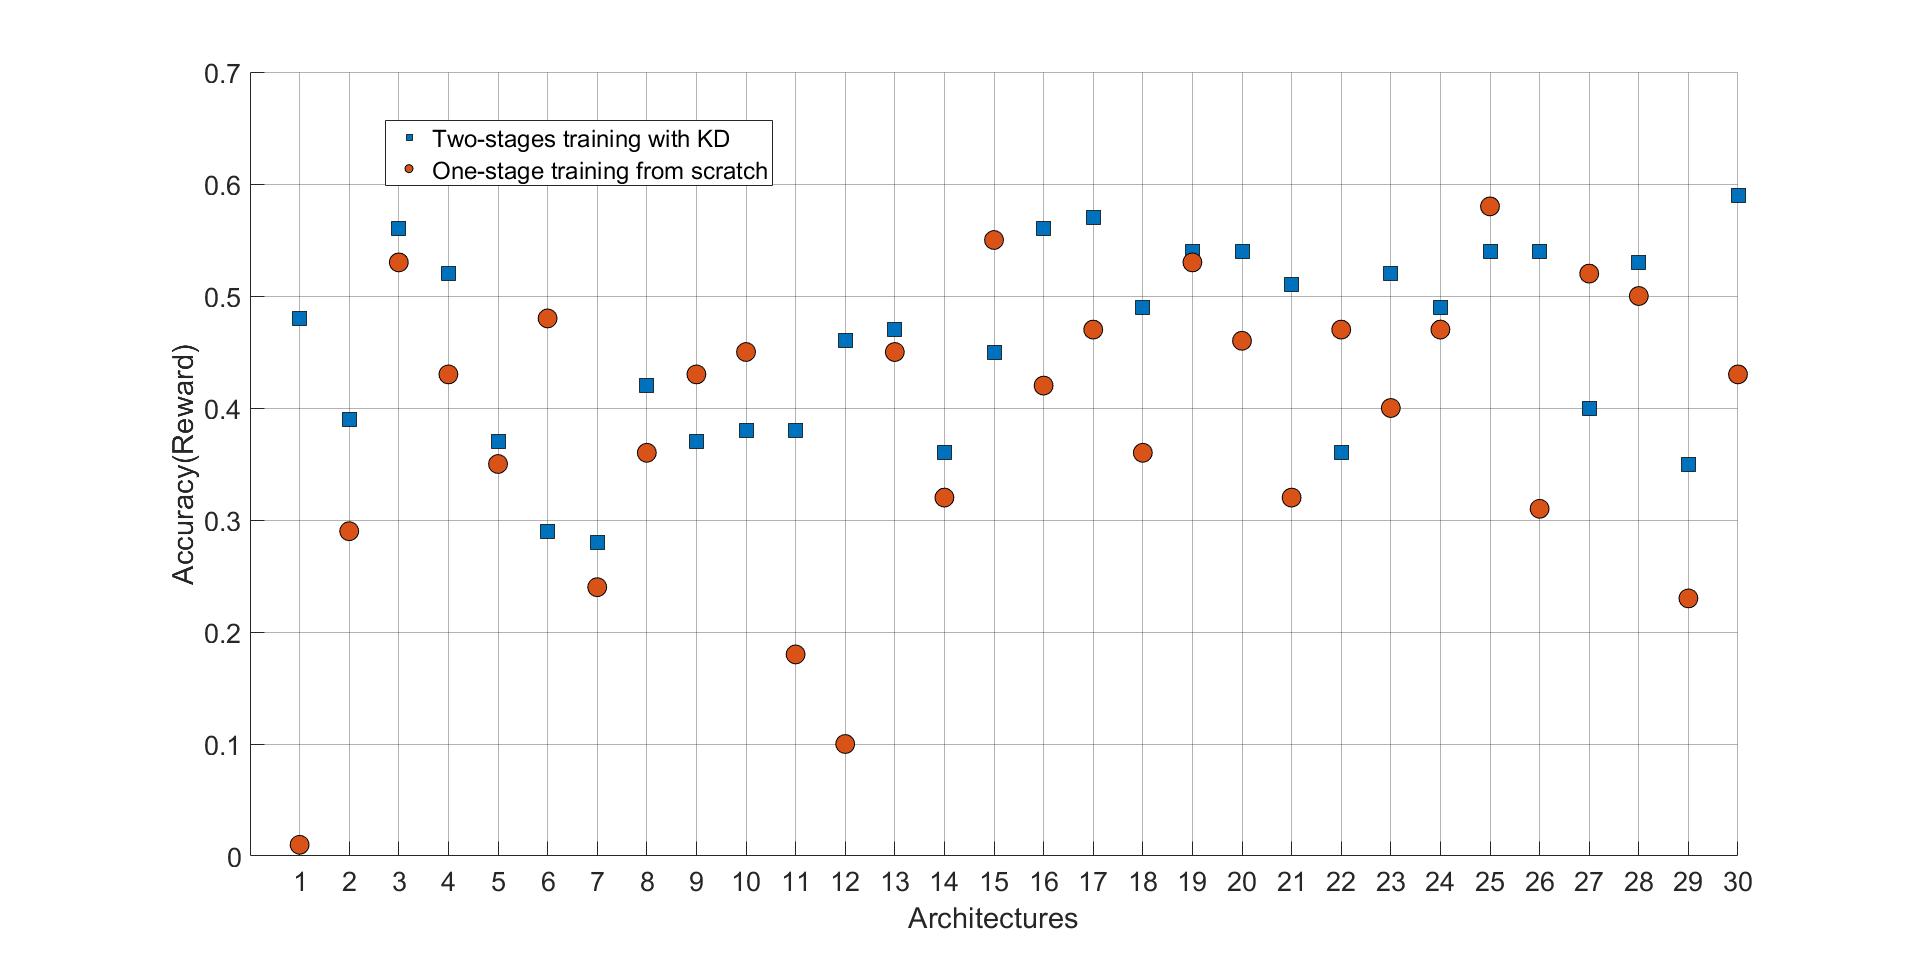 0.7
0.6
0.5
0.4
0.3
0.2
0.1
0
Accuracy(Reward)
Two-stages training with KD
One-stage training from scratch
1 2 3 4 5 6 7 8 9 10 11 12 13 14 15 16 17 18 19 20 21 22 23 24 25 26 27 28 29 30
Architectures